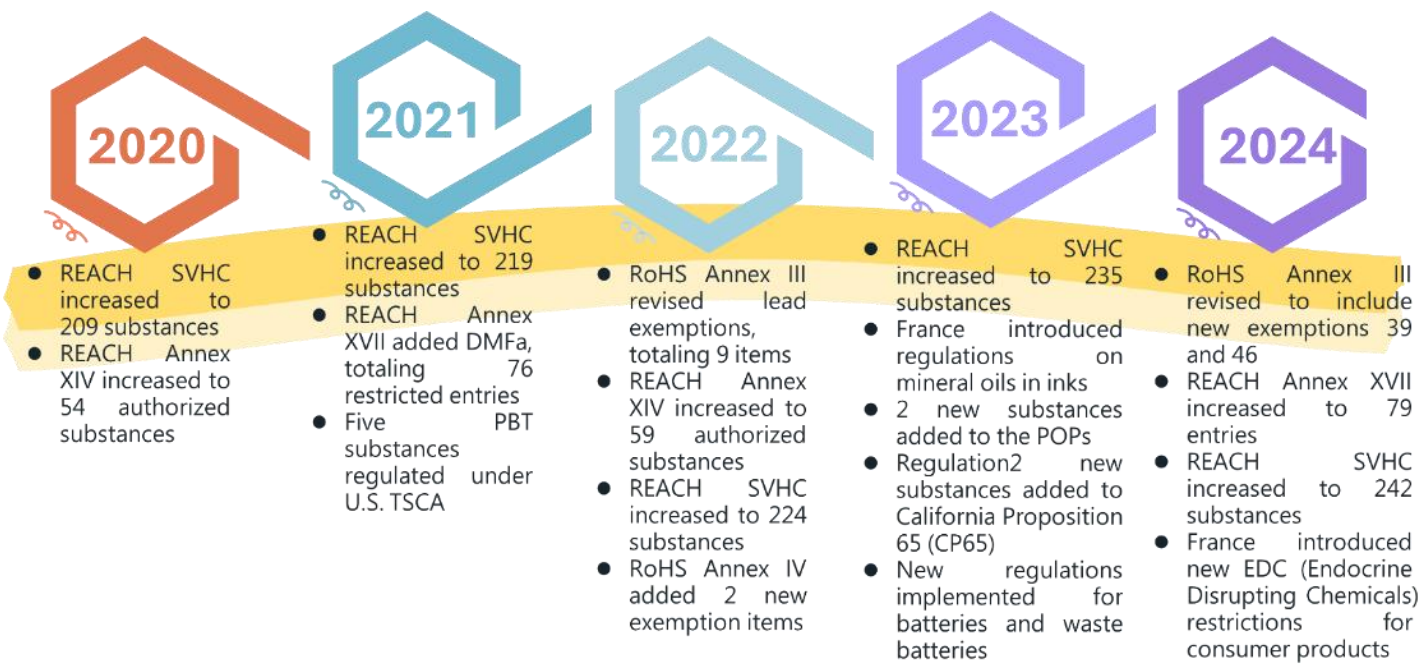 2020
REACH SVHC
increased to
209 substances
REACH Annex
XIV increased to
54 authorized
substances
2021
REACH SVHC
increased to 219
substances
REACH Annex
XVII added DMFa,
totaling 76
restricted entries
Five PBT
substances
regulated under
U.S. TSCA
2022
RoHS Annex III
revised lead
exemptions,
totaling 9 items
REACH Annex
XIV increased to
59 authorized
substances
REACH SVHC
increased to 224
substances
RoHS Annex IV
added 2 new
exemption items
2023
REACH SVHC
increased to 235
substances
France introduced
regulations on
mineral oils in inks
2 new substances
added to the POPs
Regulation2 new
substances added to
California Proposition
65 (CP65)
New regulations
implemented for
batteries and waste
batteries
2024
RoHS Annex III
revised to include
new exemptions 39
and 46
REACH Annex XVII
increased to 79
entries
REACH SVHC
increased to 242
substances
France introduced
new EDC (Endocrine
Disrupting Chemicals)
restrictions for
consumer products